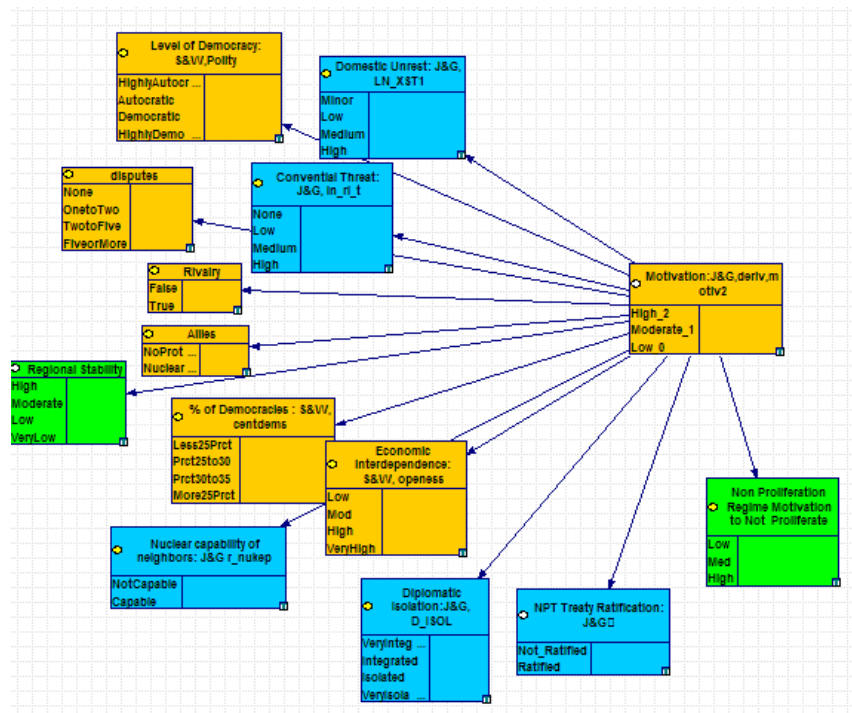 Level of Democracy:
S&W,Polity
HighlyAutocr ...
Autocratic
Democratic
HighlyDemo ...
Domestic Unrest: J&G,
LN_XST1
Minor
Low
Medium
High
disputes
None
OnetoTwo
TwotoFive
FiveorMore
Convential Threat:
J&G, ln_ri_t
None
Low
Medium
High
Rivalry
False
True
Motivation:J&G,deriv,m
otiv2
High_2
Moderate_1
Low_0
Allies
NoProt ...
Nuclear ...
Regional Stability
High
Moderate
Low
VeryLow
% of Democracies : S&W,
centdems
Less25Prct
Prct25to30
Prct30to35
More25Prct
Economic
Interdependence:
S&W, openess
Low
Mod
High
VeryHigh
Nuclear capability of
neighbors: J&G r_nukep
NotCapable
Capable
Diplomatic
Isolation:J&G,
D_ISOL
VeryInteg ...
Integrated
Isolated
VeryIsola ...
NPT Treaty Ratification:
J&G
Not_Ratified
Ratified
Non Proliferation
Regime Motivation
to Not Proliferate
Low
Med
High